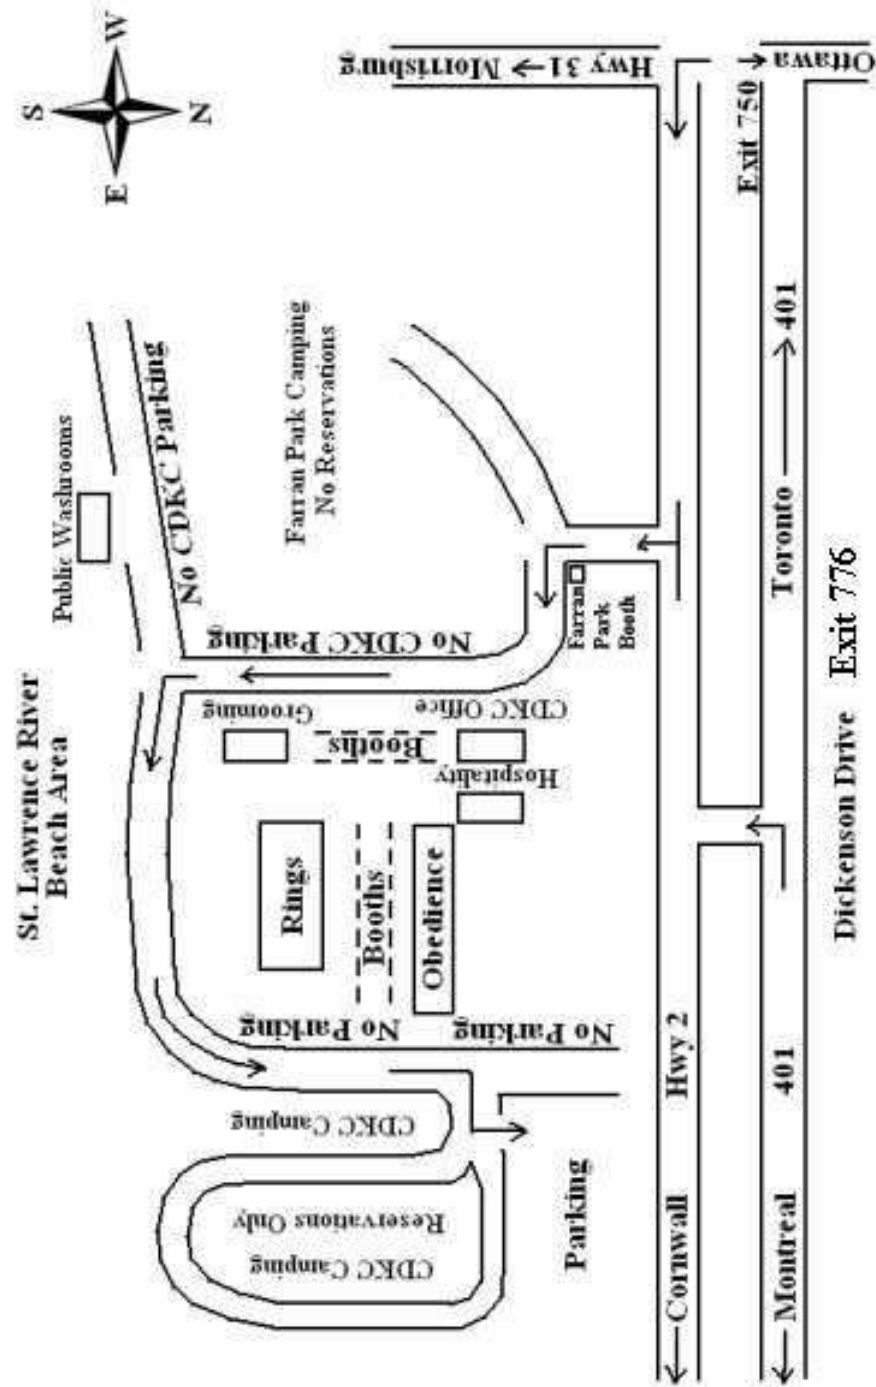 S
W
N
E
Hwy 31 → Morrisburg
Ottawa
Exit 750
401
Toronto
Exit 776
Dickenson Drive
401
Montreal
Hwy 2
Cornwall
Public Washrooms
No CDKC Parking
Farran Park Camping
No Reservations
St. Lawrence River
Beach Area
No CDKC Parking
Farran
Park
Booth
Grooming
CDKC Office
Booths
Hospitality
Rings
Booths
Obedience
No Parking
No Parking
CDKC Camping
Reservations Only
CDKC Camping
Parking